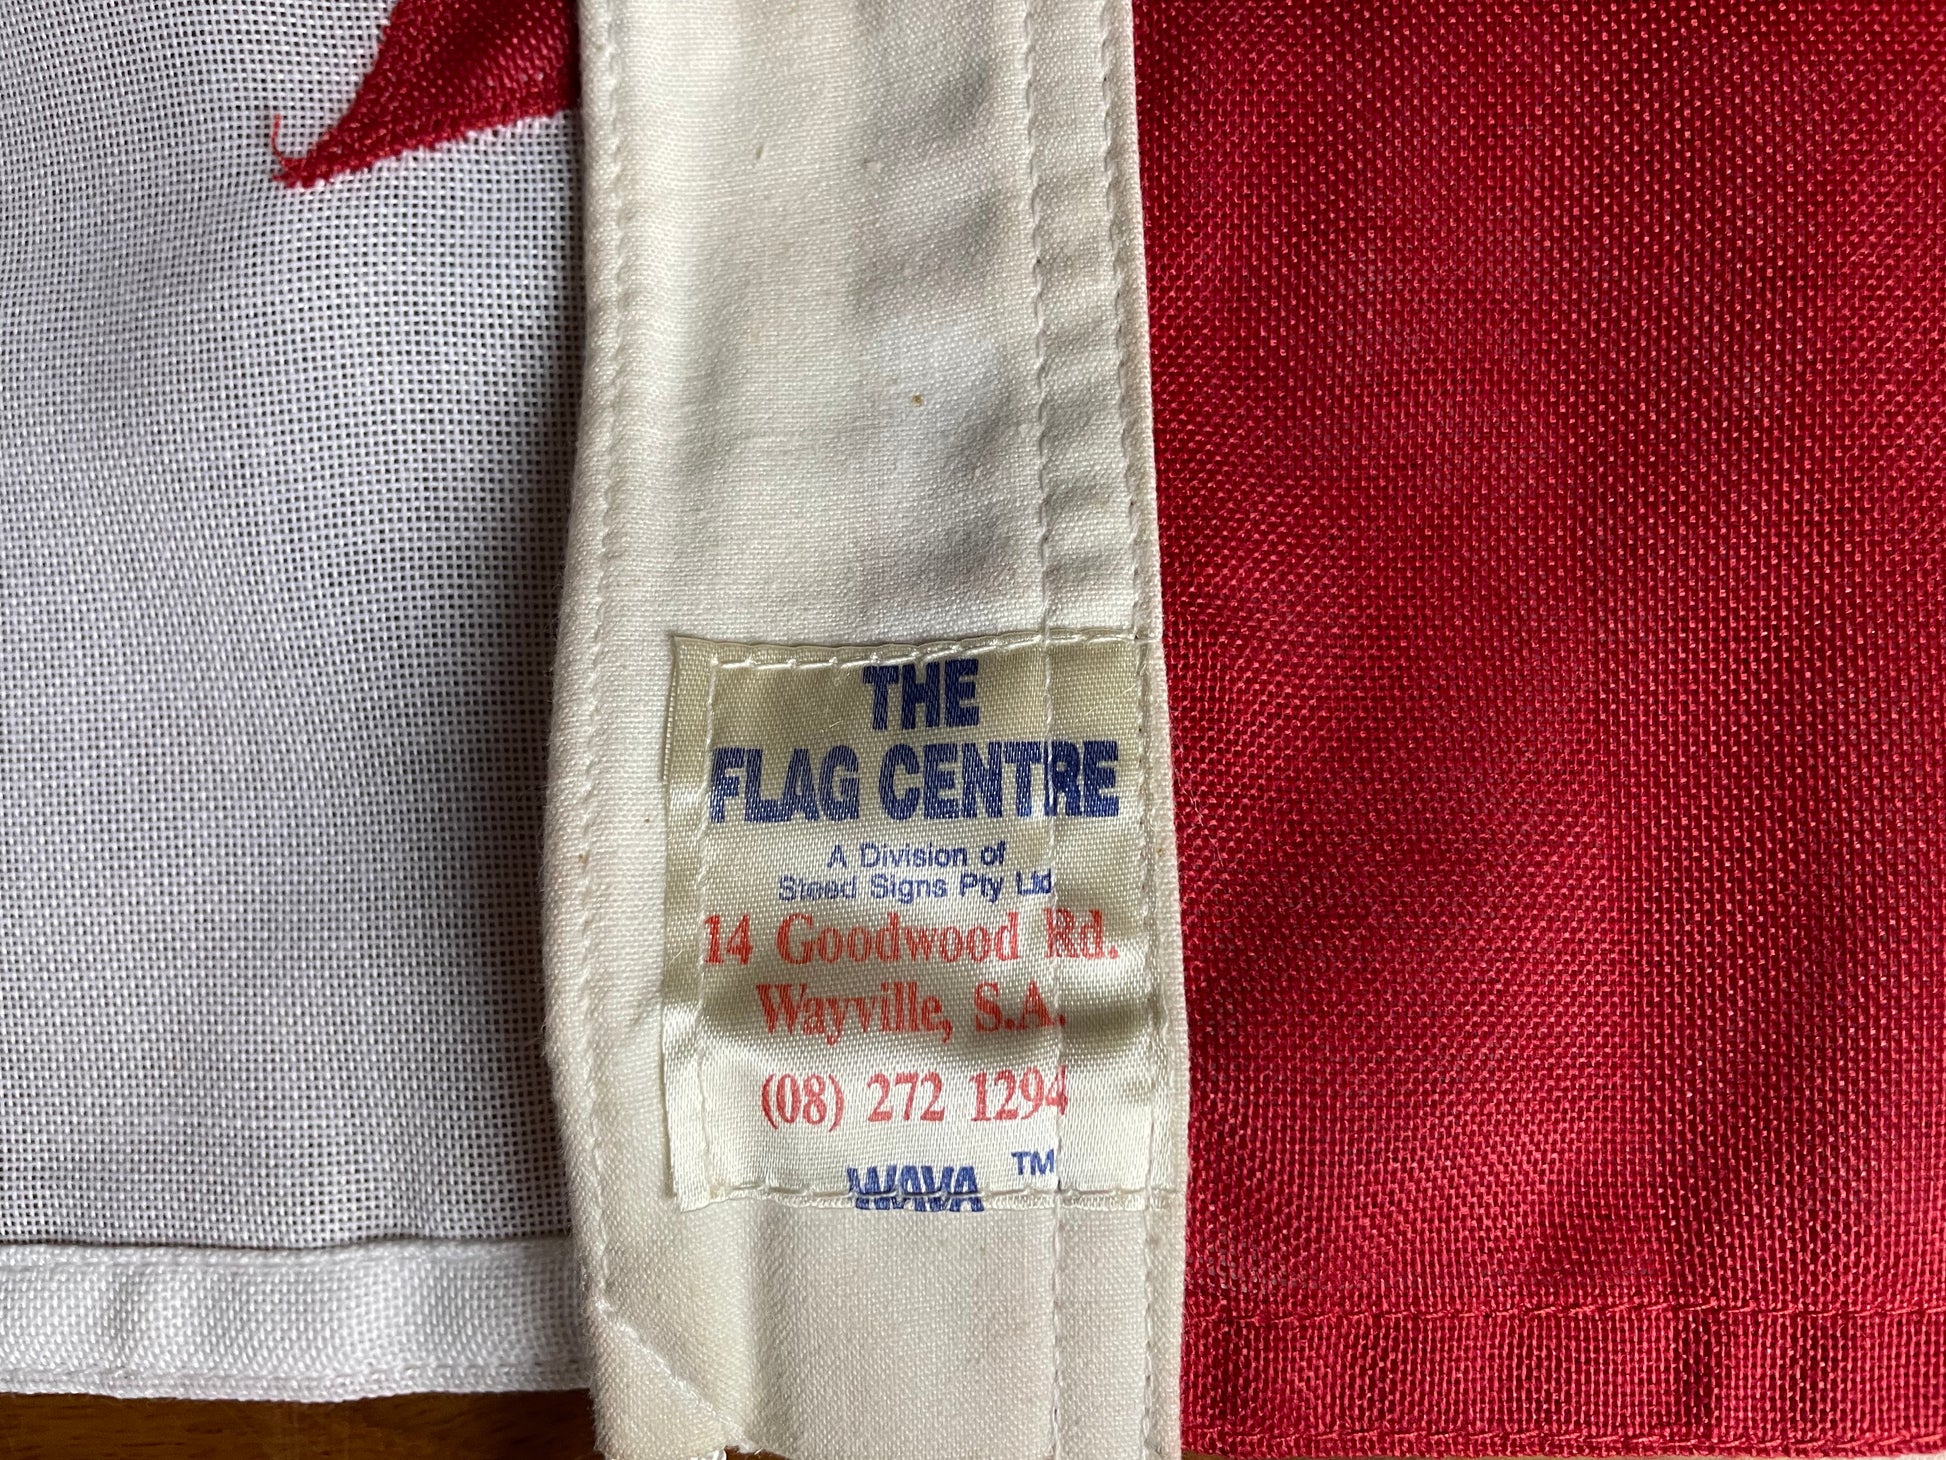 THE
FLAG CENTRE
A Division of
Steed Signs Pty Ltd
14 Goodwood Rd.
Wayville, S.A.
(08) 272 1294
WAVA TM